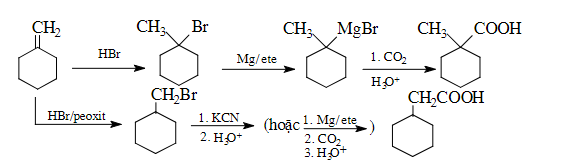 CH₂ CH₃ Br CH₃ MgBr CH₃ COOH
HBr Mg/ete 1. CO₂
H₃O⁺
CH₂Br CH₂COOH
HBr/peoxit 1. KCN (hoặc 1. Mg/ete )
2. H₃O⁺ 2. CO₂
3. H₃O⁺